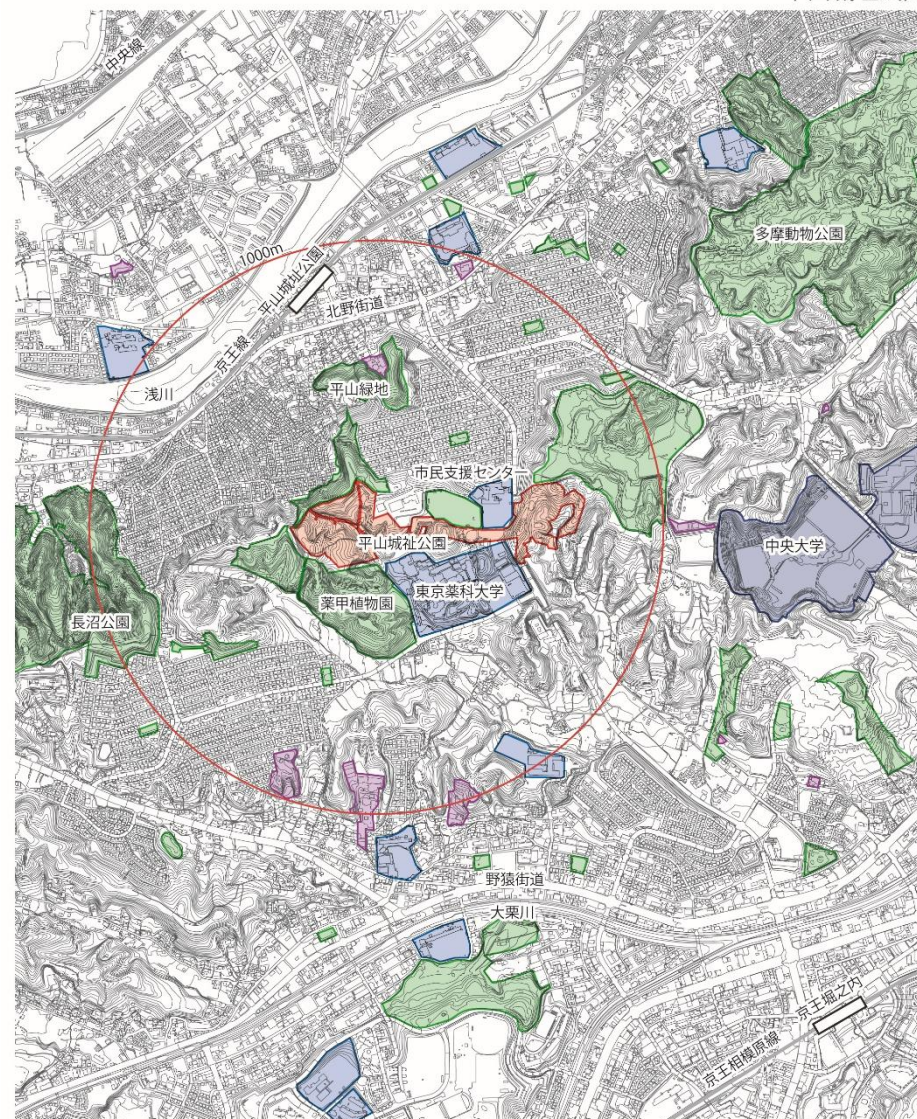 中央線
多摩動物公園
1000m
平山城址公園
北野街道
京王線
浅川
平山緑地
市民支援センター
平山城祉公園
中央大学
薬甲植物園
東京薬科大学
長沼公園
野猿街道
大栗川
京王堀之内
京王相模原線